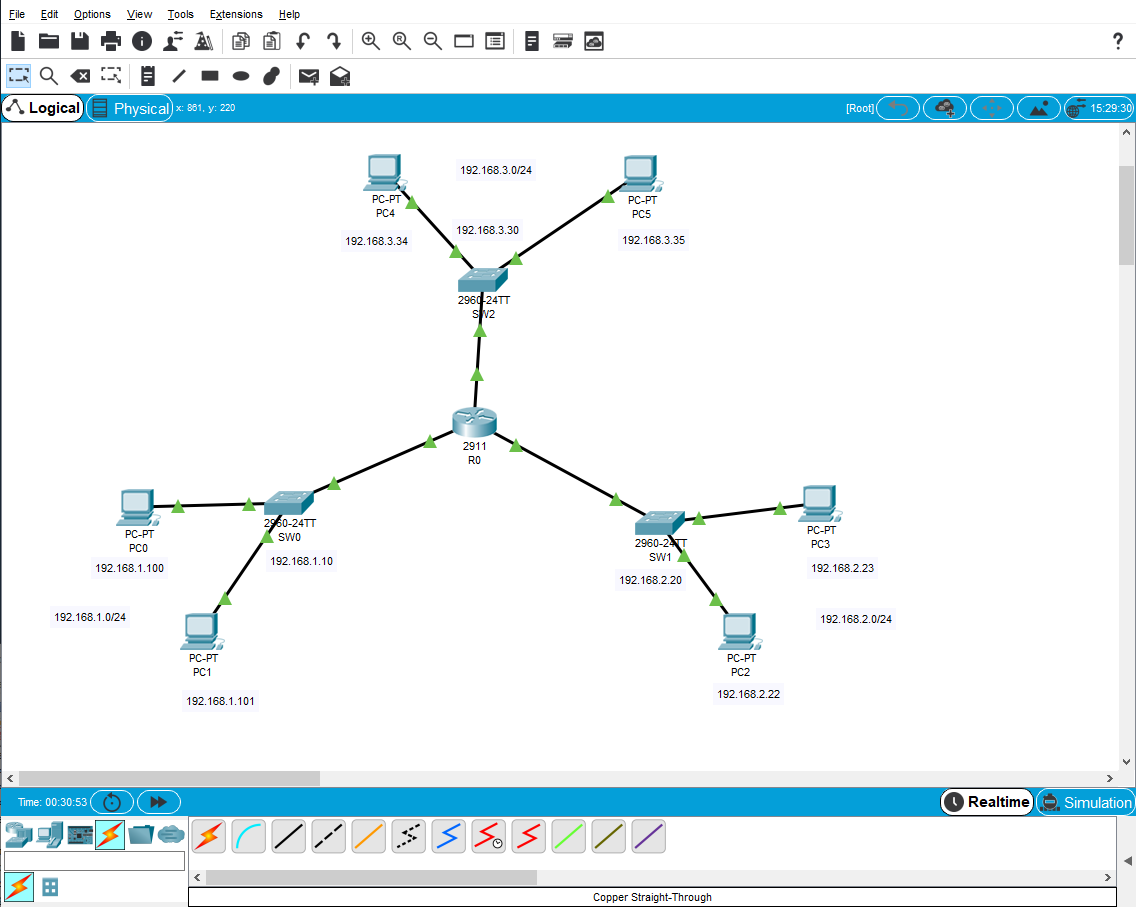 File Edit Options View Tools Extensions Help
Logical Physical x: 861, y: 220 [Root] 15:29:30
192.168.3.0/24
PC-PT
PC4
PC-PT
PC5
192.168.3.34
192.168.3.30
192.168.3.35
2960-24TT
SW2
2911
R0
PC-PT
PC0
192.168.1.100
2960-24TT
SW0
192.168.1.10
192.168.1.0/24
PC-PT
PC1
192.168.1.101
2960-24TT
SW1
192.168.2.20
PC-PT
PC3
192.168.2.23
192.168.2.0/24
PC-PT
PC2
192.168.2.22
Time: 00:30:53 Realtime Simulation
Copper Straight-Through